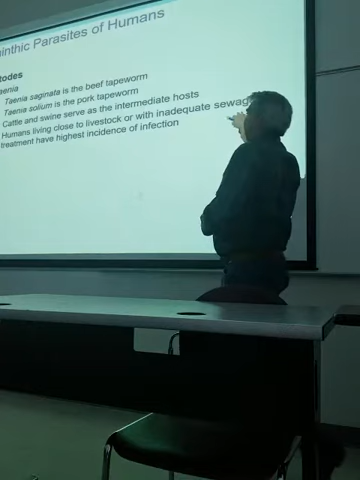 inthic Parasites of Humans
todes
enia
Taenia saginata is the beef tapeworm
Taenia solium is the pork tapeworm
Cattle and swine serve as the intermediate hosts
Humans living close to livestock or with inadequate sewag
treatment have highest incidence of infection